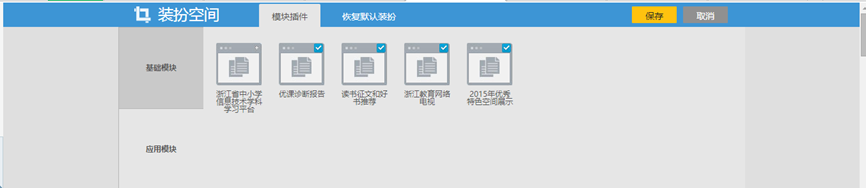 装扮空间 模块插件 恢复默认装扮 保存 取消
基础模块
浙江省中小学
信息技术学科
学习平台
优课诊断报告
读书征文和好
书推荐
浙江教育网络
电视
2015年优秀
特色空间展示
应用模块